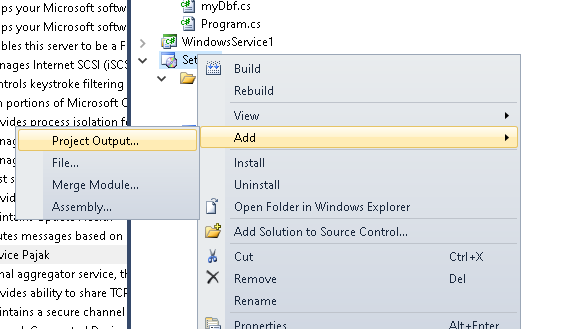 ps your Microsoft softw
ps your Microsoft softw
bles this server to be a F
nages Internet SCSI (iSCS
ntrols keystroke filtering
n portions of Microsoft O
vides process isolation f
nag
nag
st s
vid
intain
utes messages based on
vice Pajak
nal aggregator service, th
vides ability to share TCP
intains a secure channel
myDbf.cs
Program.cs
WindowsService1
Set
Build
Rebuild
View
Add
Install
Uninstall
Open Folder in Windows Explorer
Add Solution to Source Control...
Cut Ctrl+X
Remove Del
Rename
Properties Alt+Enter
Project Output...
File...
Merge Module...
Assembly...